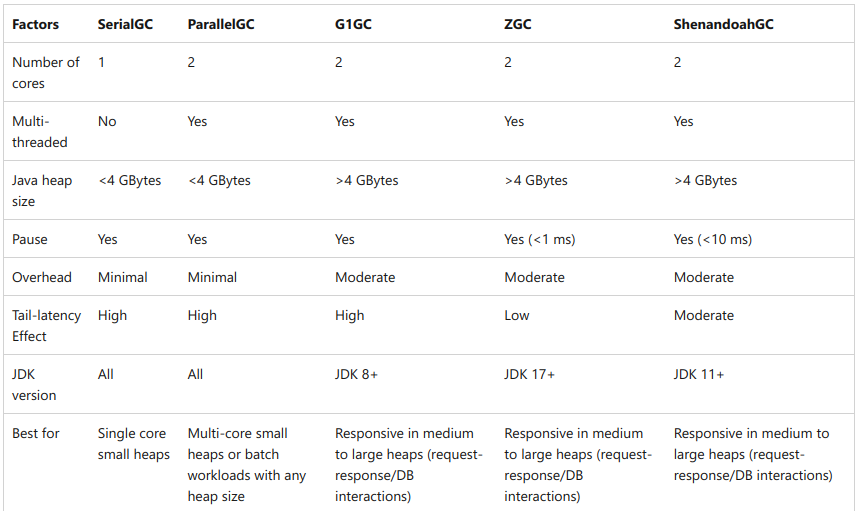 Factors SerialGC ParallelGC G1GC ZGC ShenandoahGC
Number of 1 2 2 2 2
cores
Multi- No Yes Yes Yes Yes
threaded
Java heap <4 GBytes <4 GBytes >4 GBytes >4 GBytes >4 GBytes
size
Pause Yes Yes Yes Yes (<1 ms) Yes (<10 ms)
Overhead Minimal Minimal Moderate Moderate Moderate
Tail-latency High High High Low Moderate
Effect
JDK All All JDK 8+ JDK 17+ JDK 11+
version
Best for Single core Multi-core small Responsive in medium Responsive in medium Responsive in medium to
small heaps heaps or batch to large heaps (request- to large heaps (request- large heaps (request-
workloads with any response/DB response/DB response/DB interactions)
heap size interactions) interactions)